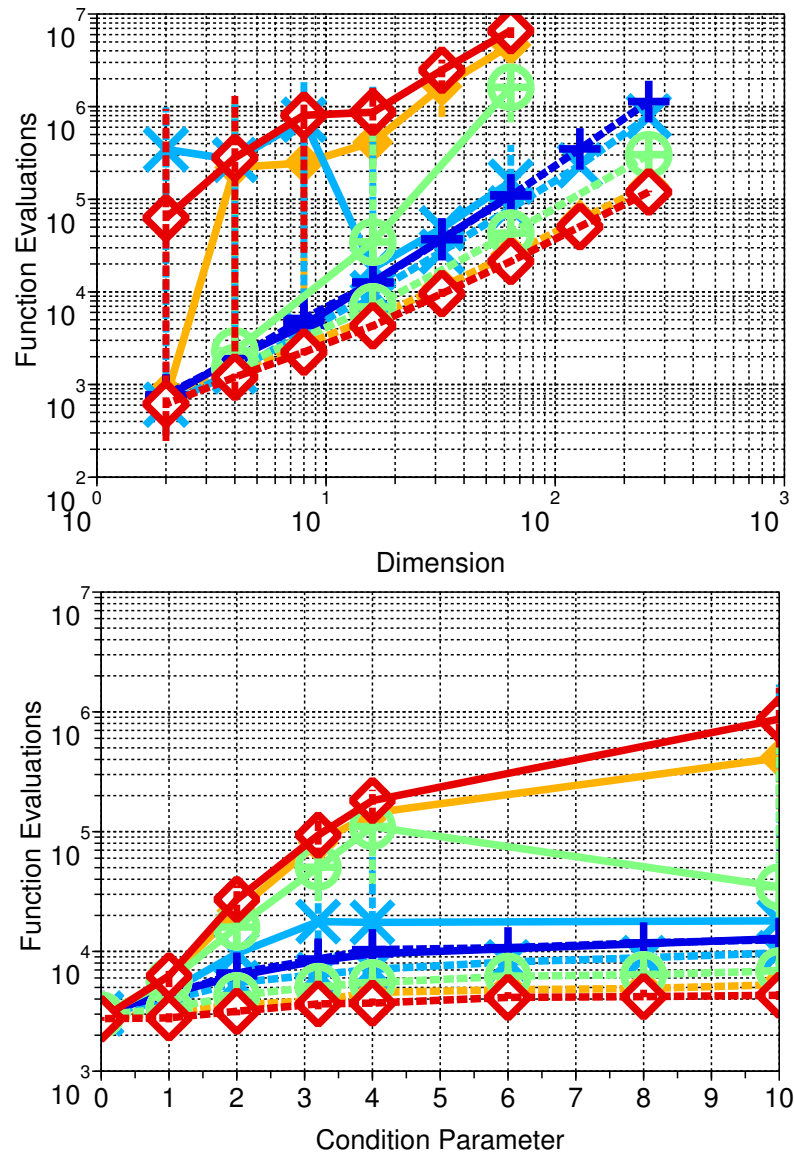 10^7
10^6
10^5
10^4
10^3
10^2
Function Evaluations
10^0 10^1 10^2 10^3
Dimension
10^7
10^6
10^5
10^4
10^3
Function Evaluations
0 1 2 3 4 5 6 7 8 9 10
Condition Parameter